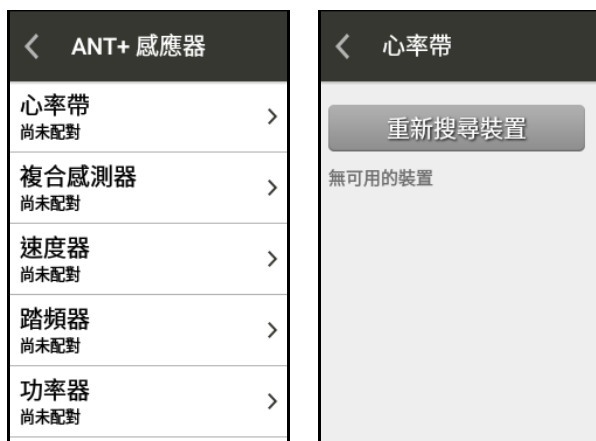 ANT+ 感應器
心率帶
尚未配對
複合感測器
尚未配對
速度器
尚未配對
踏頻器
尚未配對
功率器
尚未配對
心率帶
重新搜尋裝置
無可用的裝置